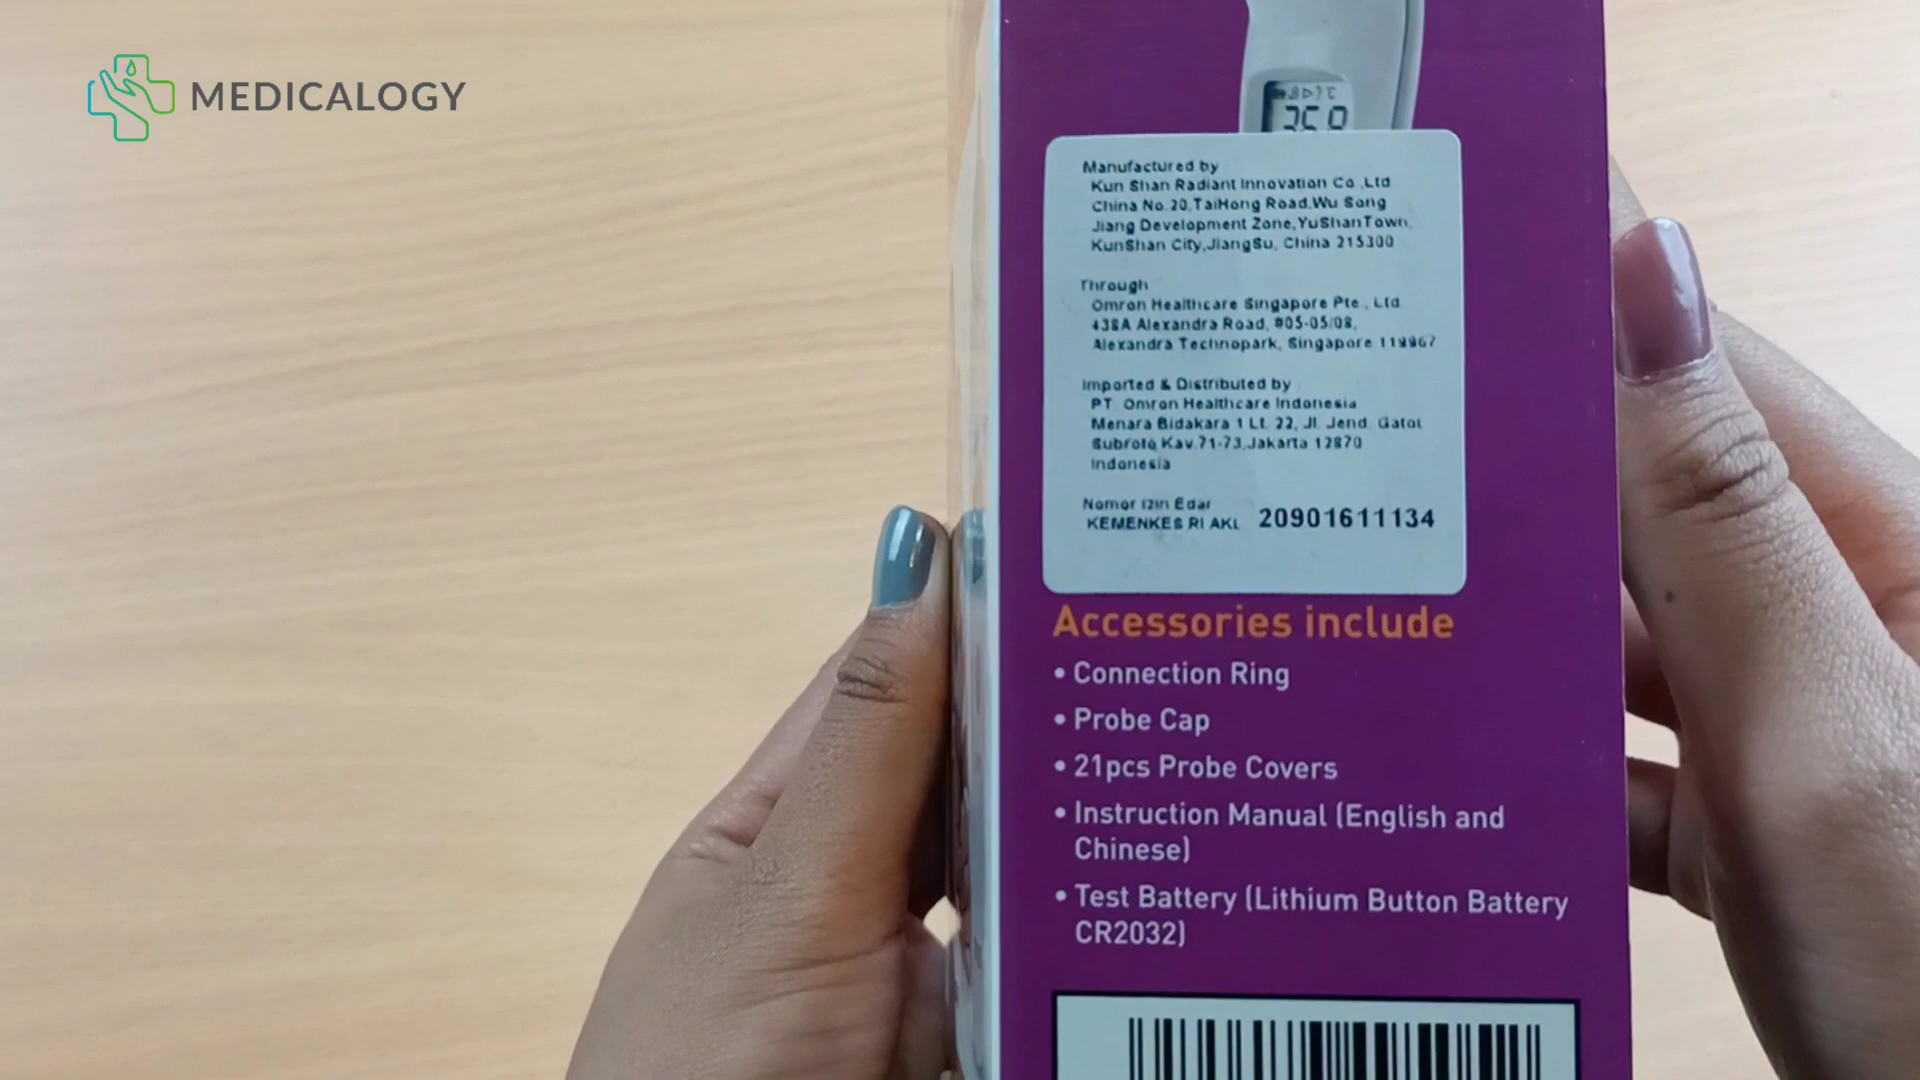 MEDICALOGY
°C
35.8
Manufactured by
Kun Shan Radiant Innovation Co.,Ltd
China No.20,TaiHong Road,Wu Song
Jiang Development Zone,YuShanTown,
KunShan City,JiangSu, China 215300
Through
Omron Healthcare Singapore Pte., Ltd
438A Alexandra Road, #05-05/08,
Alexandra Technopark, Singapore 119967
Imported & Distributed by
PT. Omron Healthcare Indonesia
Menara Bidakara 1 Lt. 22, Jl. Jend. Gatot
Subroto Kav.71-73,Jakarta 12870
Indonesia
Nomor Izin Edar
KEMENKES RI AKL 20901611134
Accessories include
• Connection Ring
• Probe Cap
• 21pcs Probe Covers
• Instruction Manual (English and
Chinese)
• Test Battery (Lithium Button Battery
CR2032)